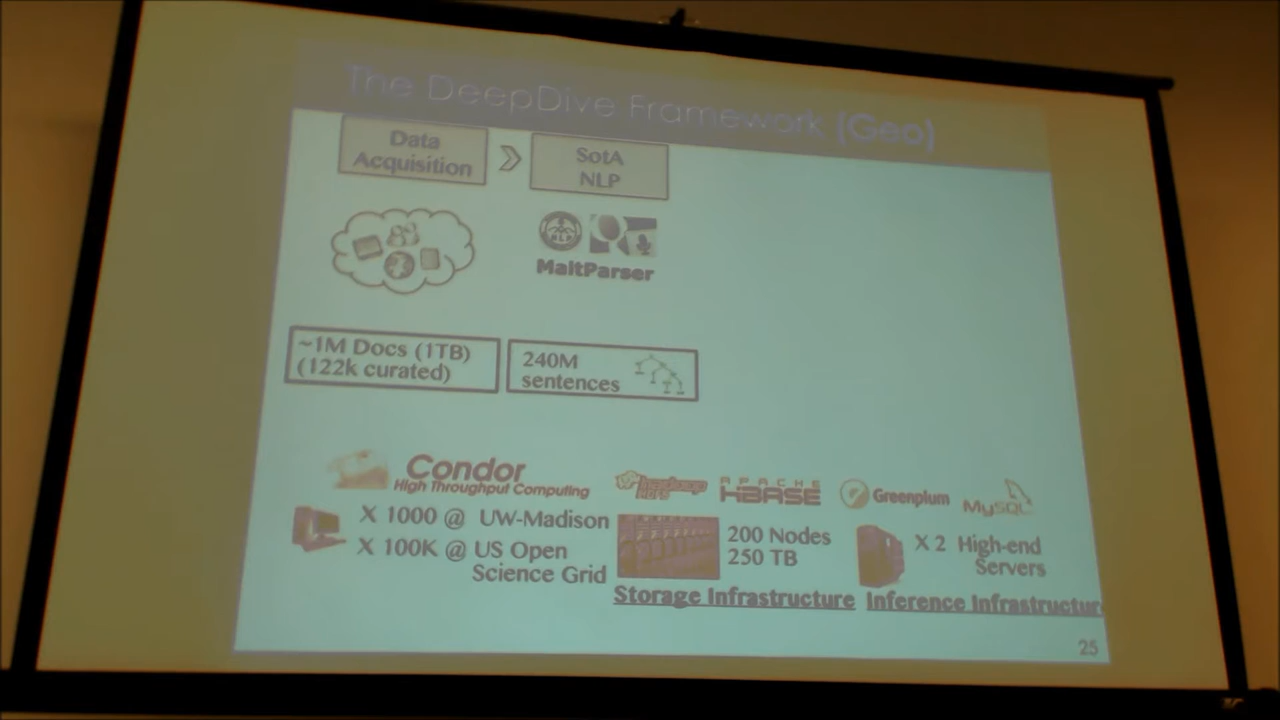 The DeepDive Framework (Geo)
Data
Acquisition
SotA
NLP
MaltParser
~1M Docs (1TB)
(122k curated)
240M
sentences
Condor
High Throughput Computing
hadoop
APACHE
HBASE
Greenplum
MySQL
X 1000 @ UW-Madison
X 100K @ US Open
Science Grid
200 Nodes
250 TB
X 2 High-end
Servers
Storage Infrastructure
Inference Infrastructur
25